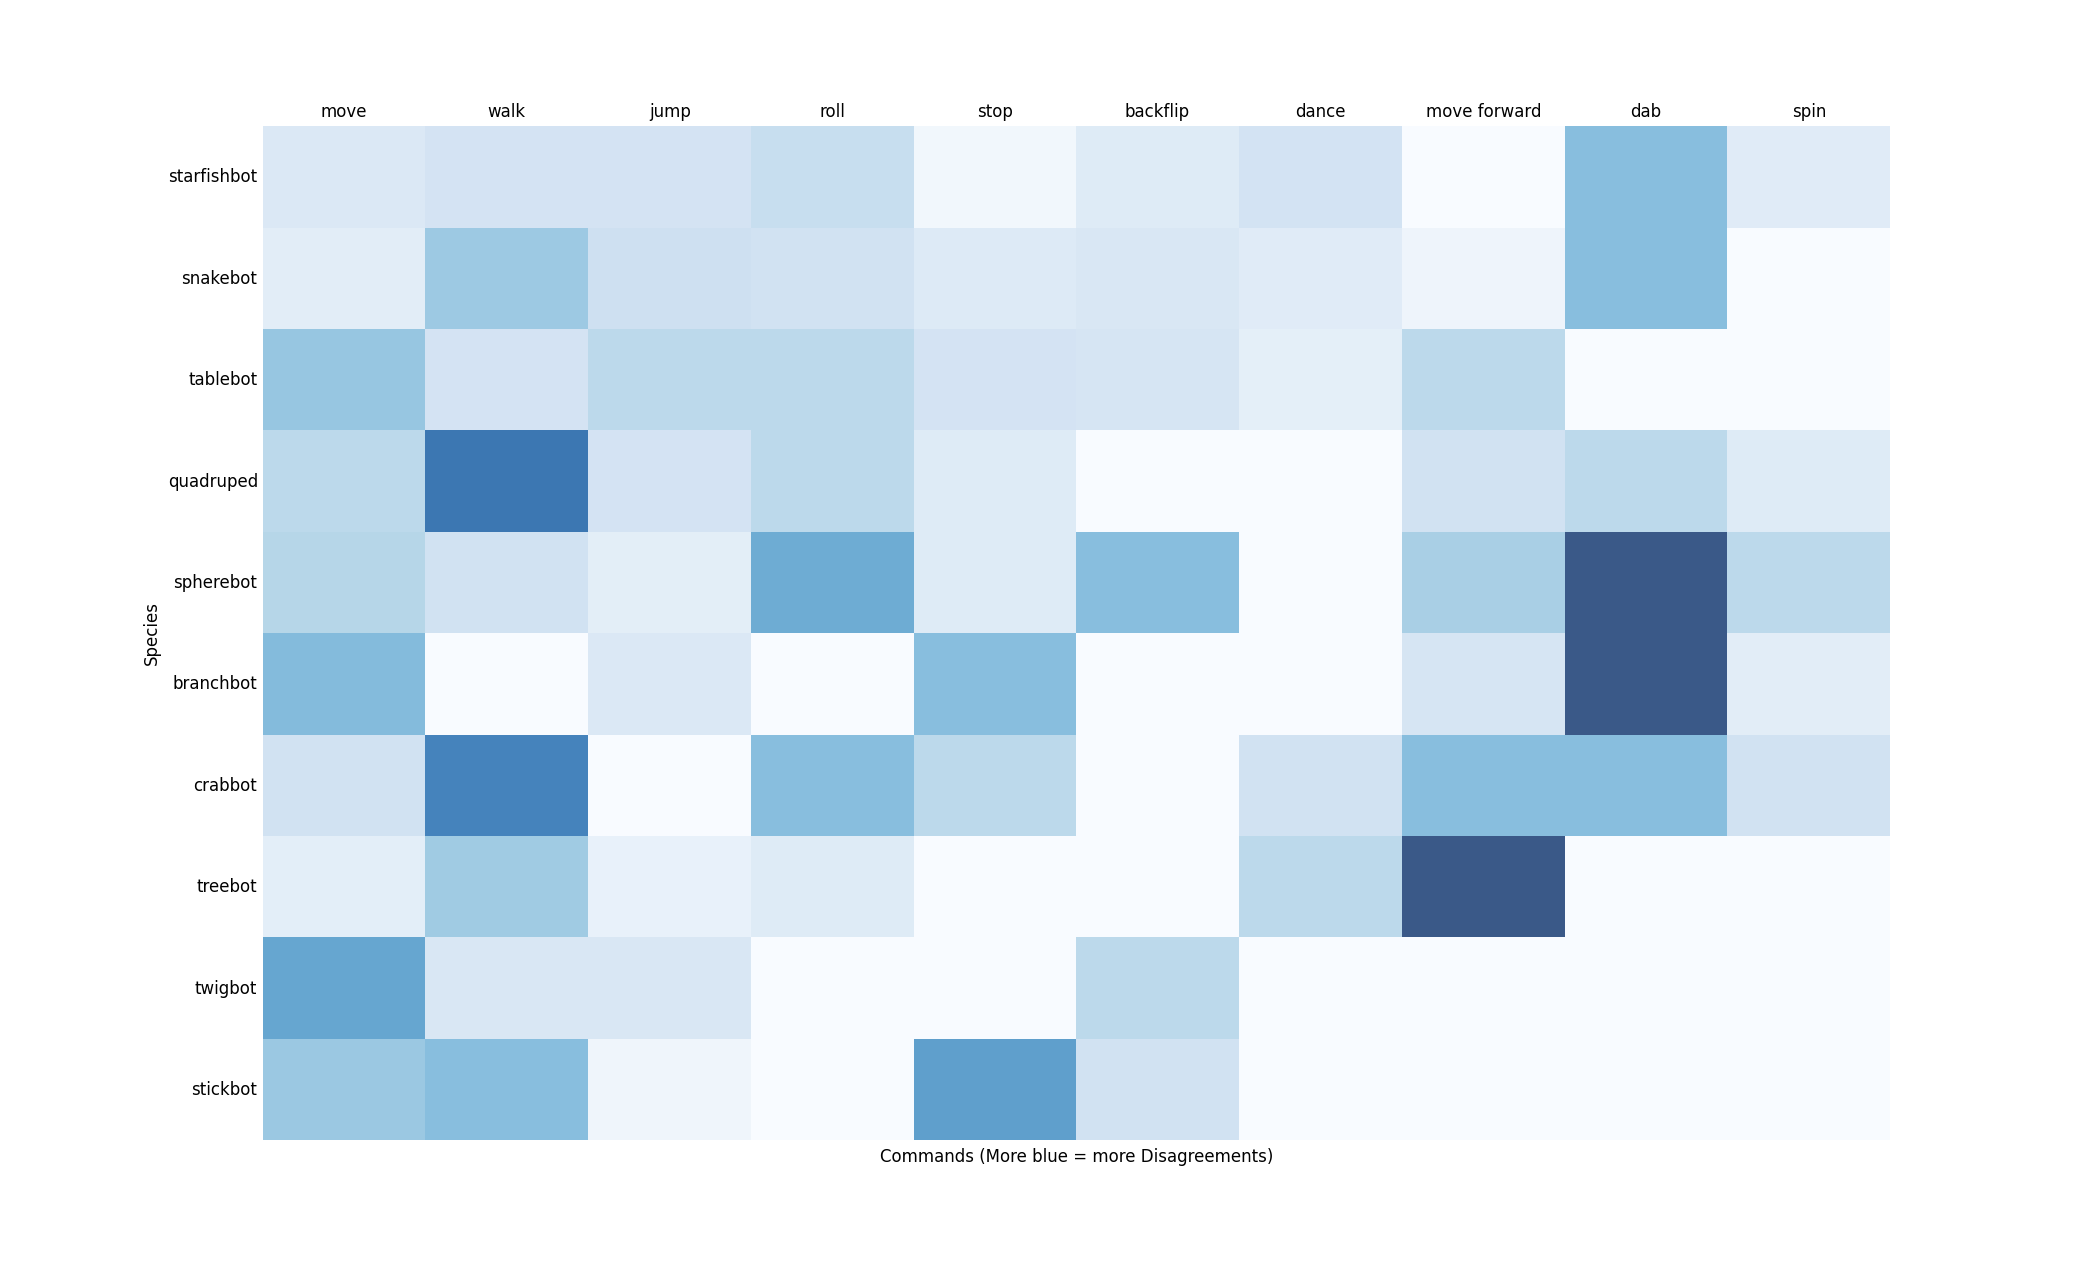 move walk jump roll stop backflip dance move forward dab spin
starfishbot
snakebot
tablebot
quadruped
spherebot
Species
branchbot
crabbot
treebot
twigbot
stickbot
Commands (More blue = more Disagreements)